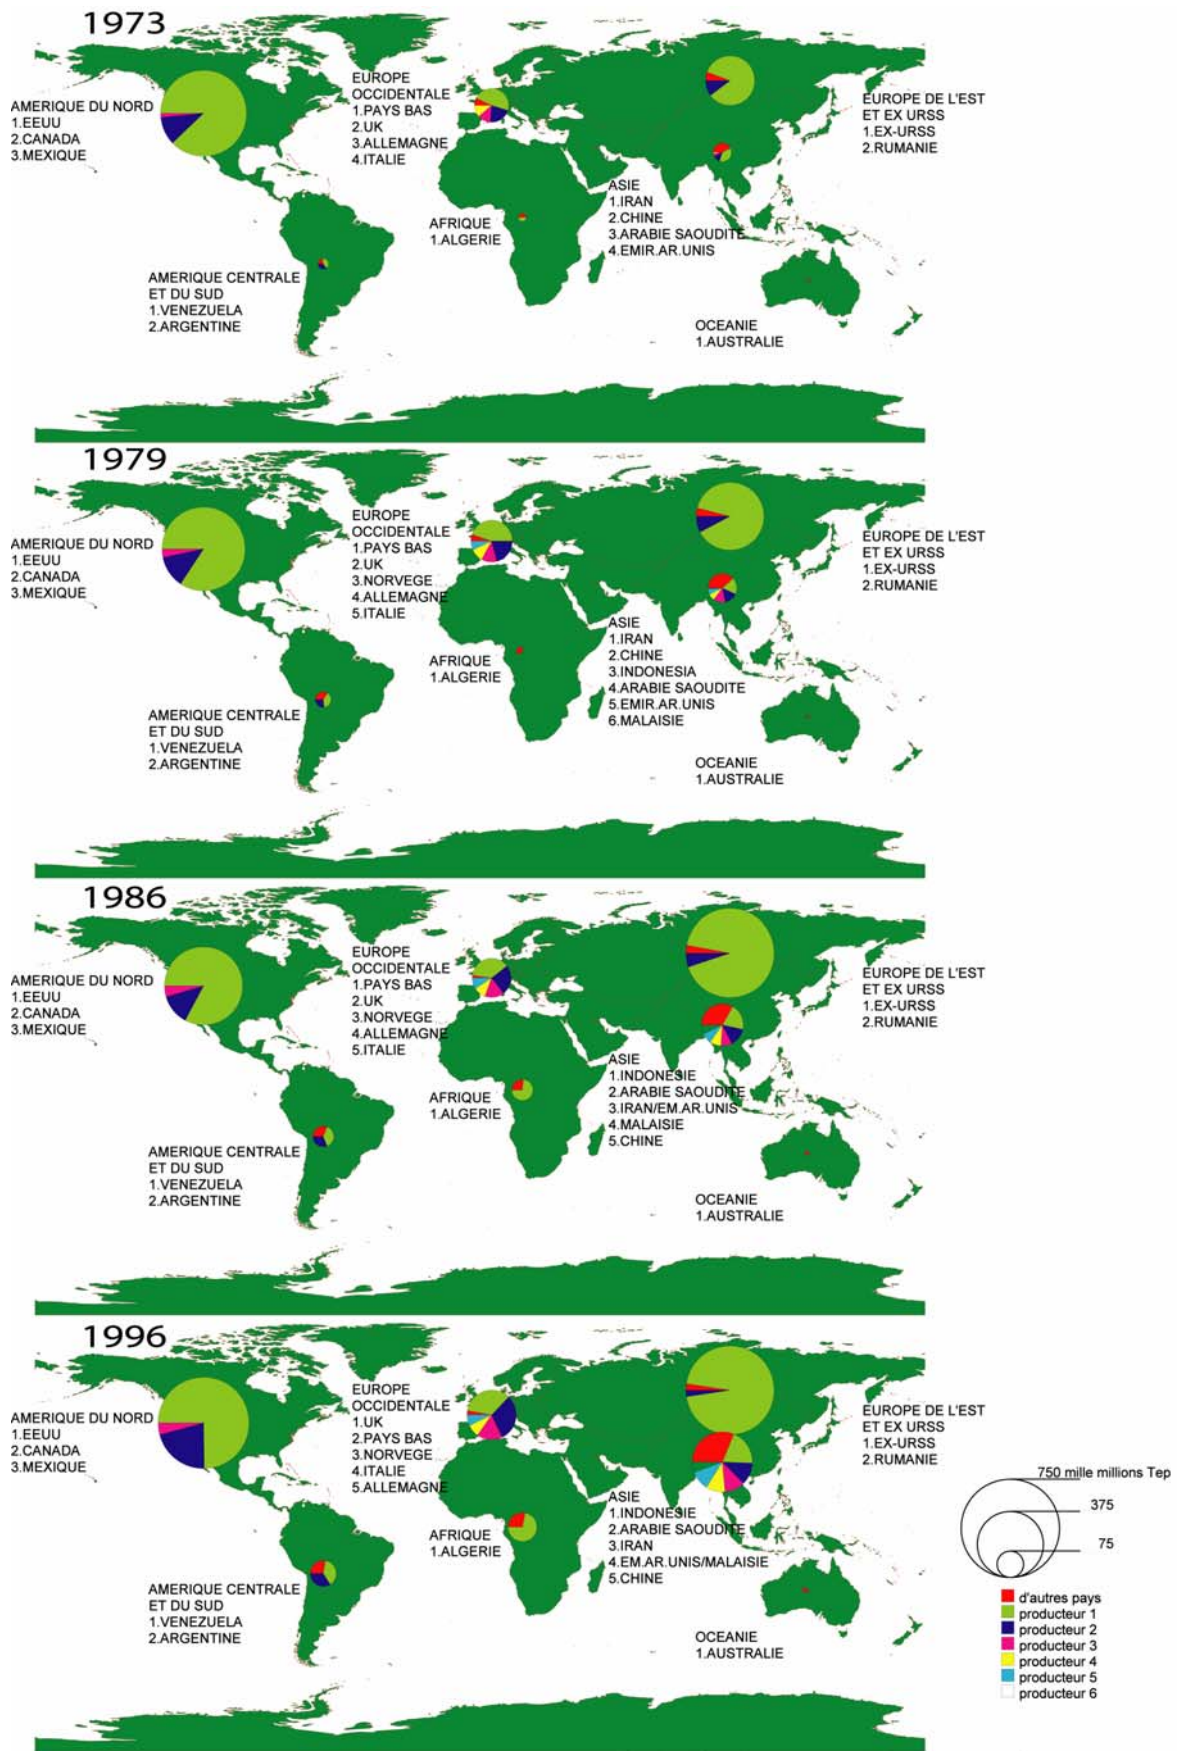 1973
AMERIQUE DU NORD
1.EEUU
2.CANADA
3.MEXIQUE
EUROPE
OCCIDENTALE
1.PAYS BAS
2.UK
3.ALLEMAGNE
4.ITALIE
EUROPE DE L'EST
ET EX URSS
1.EX-URSS
2.RUMANIE
AFRIQUE
1.ALGERIE
ASIE
1.IRAN
2.CHINE
3.ARABIE SAOUDITE
4.EMIR.AR.UNIS
AMERIQUE CENTRALE
ET DU SUD
1.VENEZUELA
2.ARGENTINE
OCEANIE
1.AUSTRALIE
1979
AMERIQUE DU NORD
1.EEUU
2.CANADA
3.MEXIQUE
EUROPE
OCCIDENTALE
1.PAYS BAS
2.UK
3.NORVEGE
4.ALLEMAGNE
5.ITALIE
EUROPE DE L'EST
ET EX URSS
1.EX-URSS
2.RUMANIE
AFRIQUE
1.ALGERIE
ASIE
1.IRAN
2.CHINE
3.INDONESIA
4.ARABIE SAOUDITE
5.EMIR.AR.UNIS
6.MALAISIE
AMERIQUE CENTRALE
ET DU SUD
1.VENEZUELA
2.ARGENTINE
OCEANIE
1.AUSTRALIE
1986
AMERIQUE DU NORD
1.EEUU
2.CANADA
3.MEXIQUE
EUROPE
OCCIDENTALE
1.PAYS BAS
2.UK
3.NORVEGE
4.ALLEMAGNE
5.ITALIE
EUROPE DE L'EST
ET EX URSS
1.EX-URSS
2.RUMANIE
AFRIQUE
1.ALGERIE
ASIE
1.INDONESIE
2.ARABIE SAOUDITE
3.IRAN/EM.AR.UNIS
4.MALAISIE
5.CHINE
AMERIQUE CENTRALE
ET DU SUD
1.VENEZUELA
2.ARGENTINE
OCEANIE
1.AUSTRALIE
1996
AMERIQUE DU NORD
1.EEUU
2.CANADA
3.MEXIQUE
EUROPE
OCCIDENTALE
1.UK
2.PAYS BAS
3.NORVEGE
4.ITALIE
5.ALLEMAGNE
EUROPE DE L'EST
ET EX URSS
1.EX-URSS
2.RUMANIE
AFRIQUE
1.ALGERIE
ASIE
1.INDONESIE
2.ARABIE SAOUDITE
3.IRAN
4.EM.AR.UNIS/MALAISIE
5.CHINE
AMERIQUE CENTRALE
ET DU SUD
1.VENEZUELA
2.ARGENTINE
OCEANIE
1.AUSTRALIE
750 mille millions Tep
375
75
d'autres pays
producteur 1
producteur 2
producteur 3
producteur 4
producteur 5
producteur 6